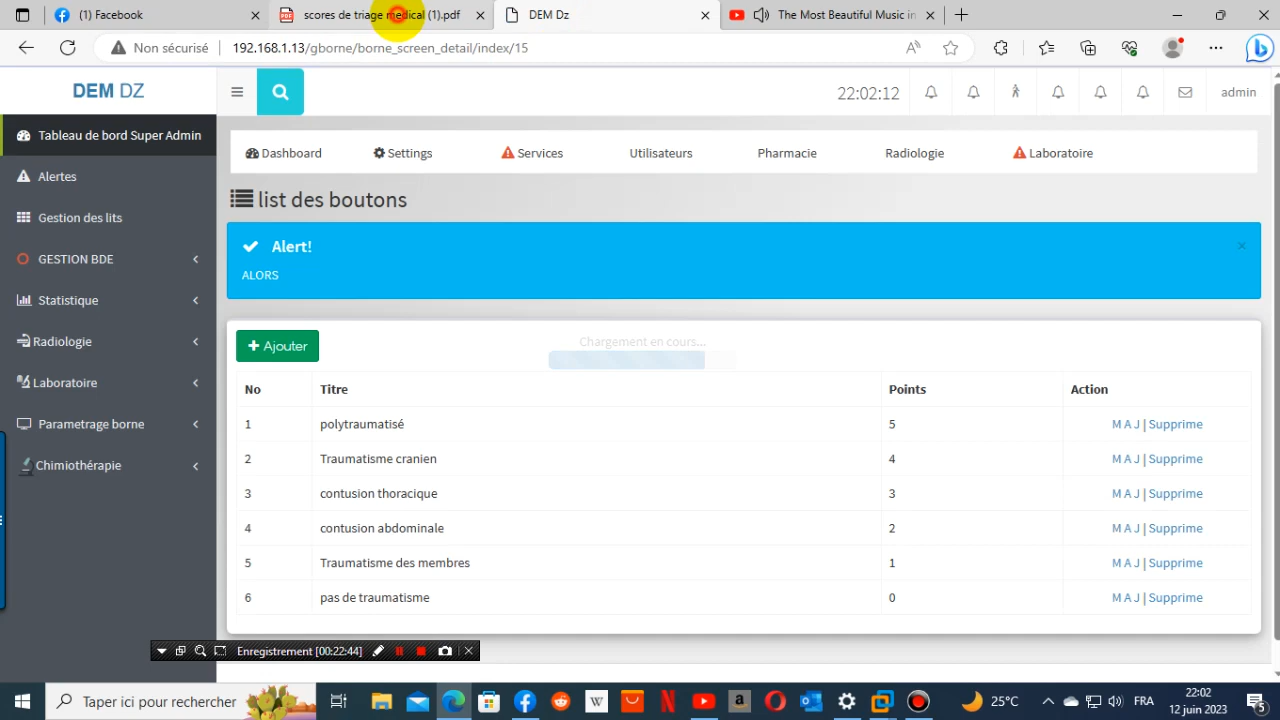 (1) Facebook
scores de triage medical (1).pdf
DEM Dz
The Most Beautiful Music in
Non sécurisé
192.168.1.13/gborne/borne_screen_detail/index/15
DEM DZ
22:02:12
admin
Tableau de bord Super Admin
Alertes
Gestion des lits
GESTION BDE
Statistique
Radiologie
Laboratoire
Parametrage borne
Chimiothérapie
Dashboard
Settings
Services
Utilisateurs
Pharmacie
Radiologie
Laboratoire
list des boutons
Alert!
×
ALORS
+ Ajouter
Chargement en cours...
No Titre Points Action
1 polytraumatisé 5 M A J | Supprime
2 Traumatisme cranien 4 M A J | Supprime
3 contusion thoracique 3 M A J | Supprime
4 contusion abdominale 2 M A J | Supprime
5 Traumatisme des membres 1 M A J | Supprime
6 pas de traumatisme 0 M A J | Supprime
Enregistrement [00:22:44]
Taper ici pour rechercher
25°C
FRA
22:02
12 juin 2023
5